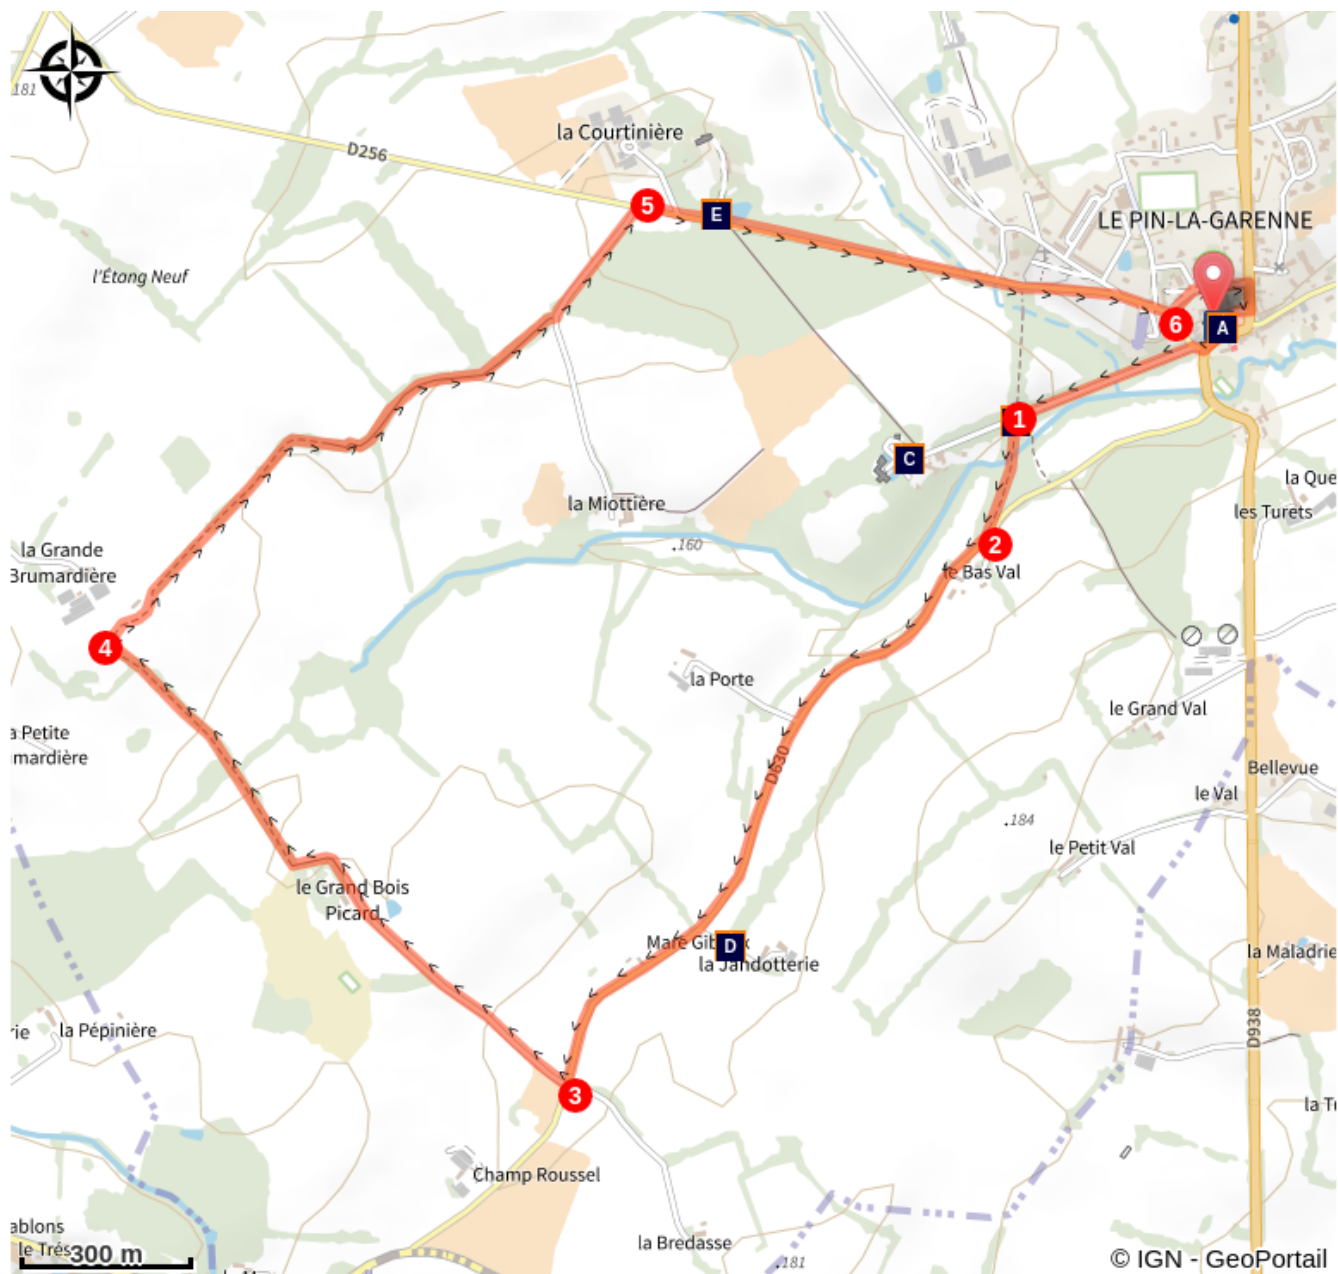 181
D256
la Courtinière
5
E
LE PIN-LA-GARENNE
l'Étang Neuf
6
A
1
C
la Que
les Turets
la Miottière
.160
2
le Bas Val
la Grande
Brumardière
4
la Porte
le Grand Val
a Petite
mardière
D630
Bellevue
le Val
.184
le Petit Val
le Grand Bois
Picard
D
la Jandotterie
la Maladrie
rie
la Pépinière
D938
3
la Tr
Champ Roussel
ablons
le Trés
300 m
la Bredasse
.181
© IGN - GeoPortail